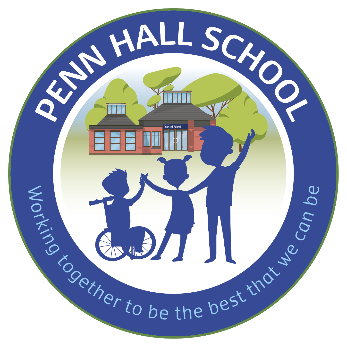 PENN HALL SCHOOL
Working together to be the best that we can be